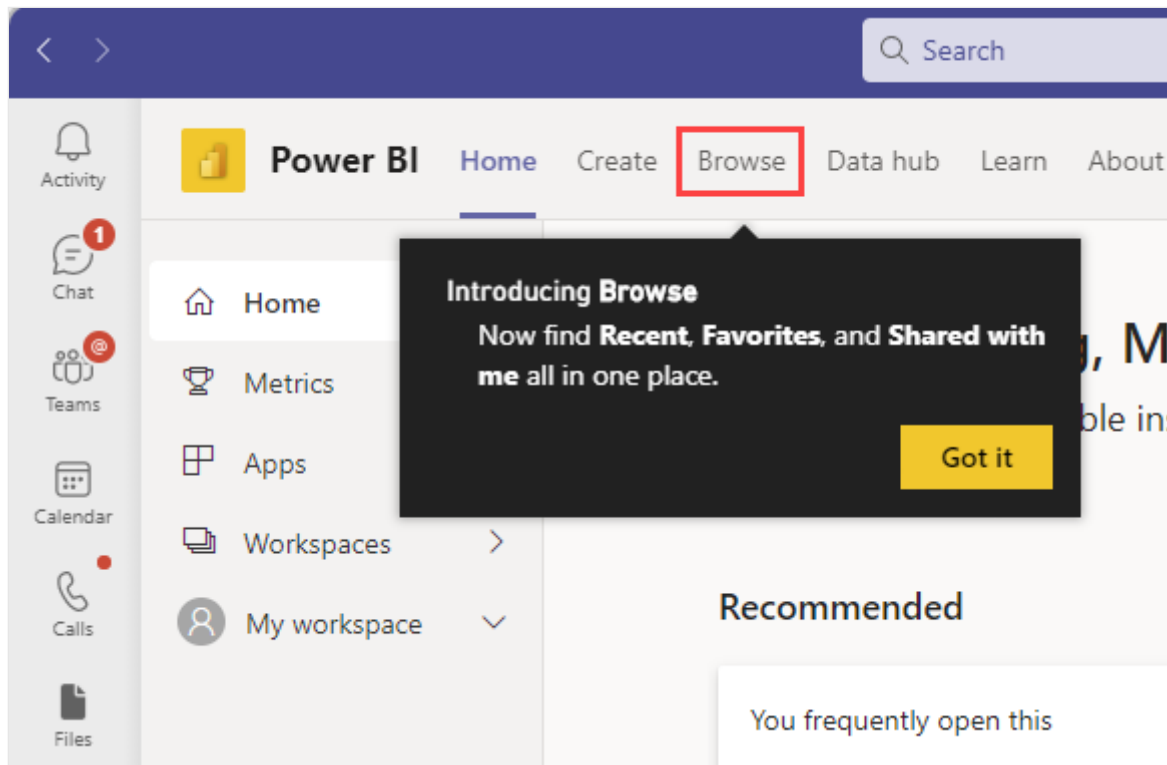 Search
Activity
1
Chat
@
Teams
Calendar
Calls
Files
Power BI Home Create Browse Data hub Learn About
Home
Metrics
Apps
Workspaces
My workspace
Introducing Browse
Now find Recent, Favorites, and Shared with
me all in one place.
Got it
, M
ble ins
Recommended
You frequently open this